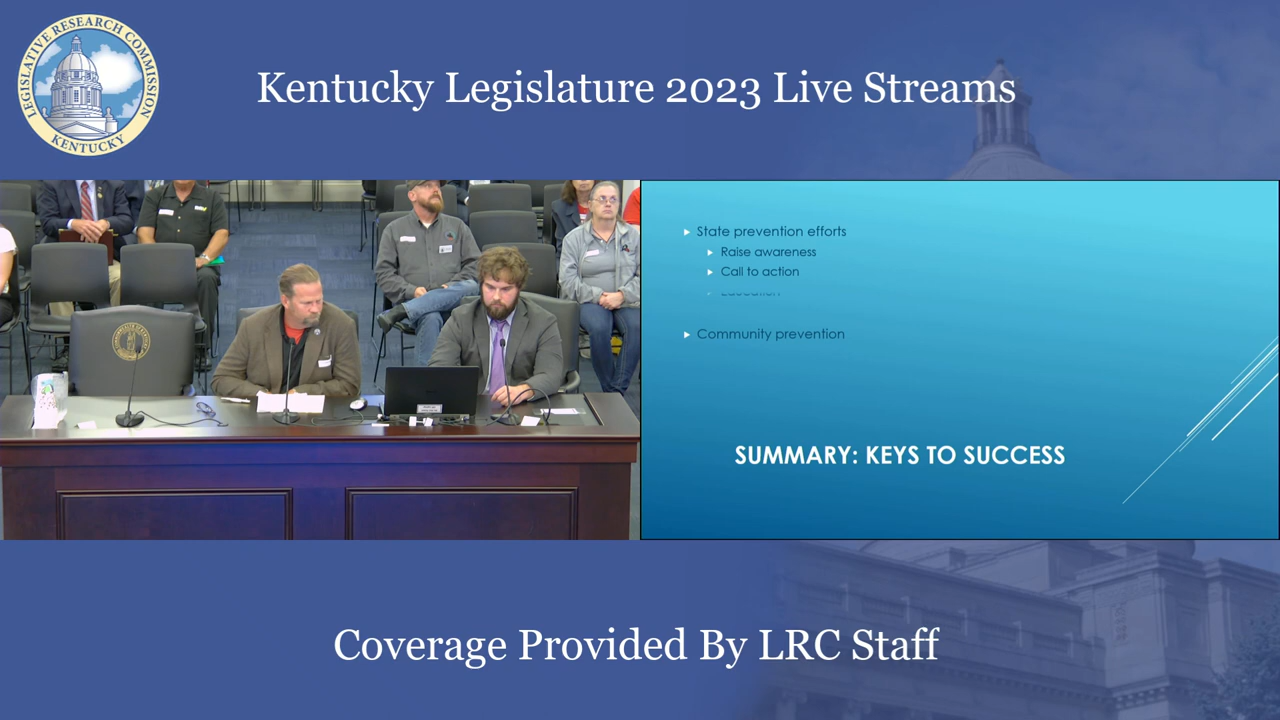 LEGISLATIVE RESEARCH COMMISSION
KENTUCKY
Kentucky Legislature 2023 Live Streams
State prevention efforts
Raise awareness
Call to action
Education
Community prevention
SUMMARY: KEYS TO SUCCESS
Coverage Provided By LRC Staff